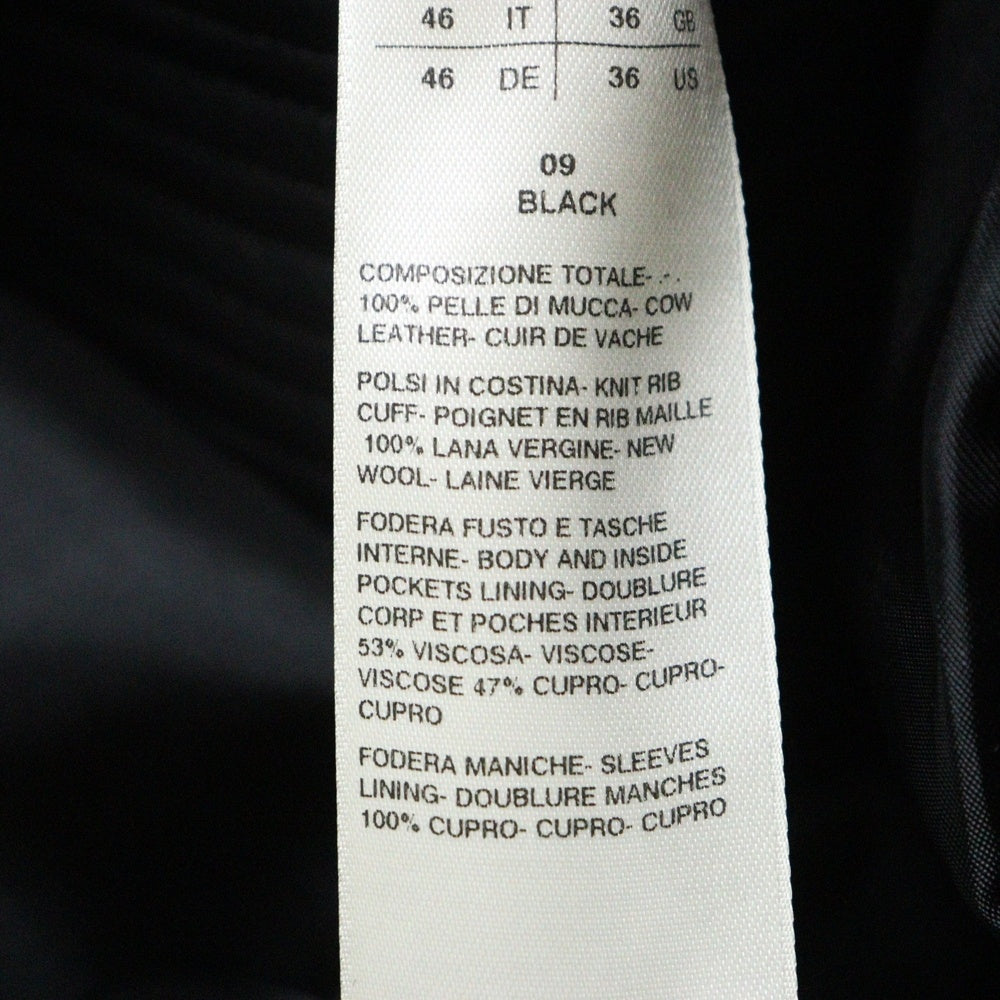 46 IT 36 GB
46 DE 36 US
09
BLACK
COMPOSIZIONE TOTALE- .- .
100% PELLE DI MUCCA- COW
LEATHER- CUIR DE VACHE
POLSI IN COSTINA- KNIT RIB
CUFF- POIGNET EN RIB MAILLE
100% LANA VERGINE- NEW
WOOL- LAINE VIERGE
FODERA FUSTO E TASCHE
INTERNE- BODY AND INSIDE
POCKETS LINING- DOUBLURE
CORP ET POCHES INTERIEUR
53% VISCOSA- VISCOSE-
VISCOSE 47% CUPRO- CUPRO-
CUPRO
FODERA MANICHE- SLEEVES
LINING- DOUBLURE MANCHES
100% CUPRO- CUPRO- CUPRO